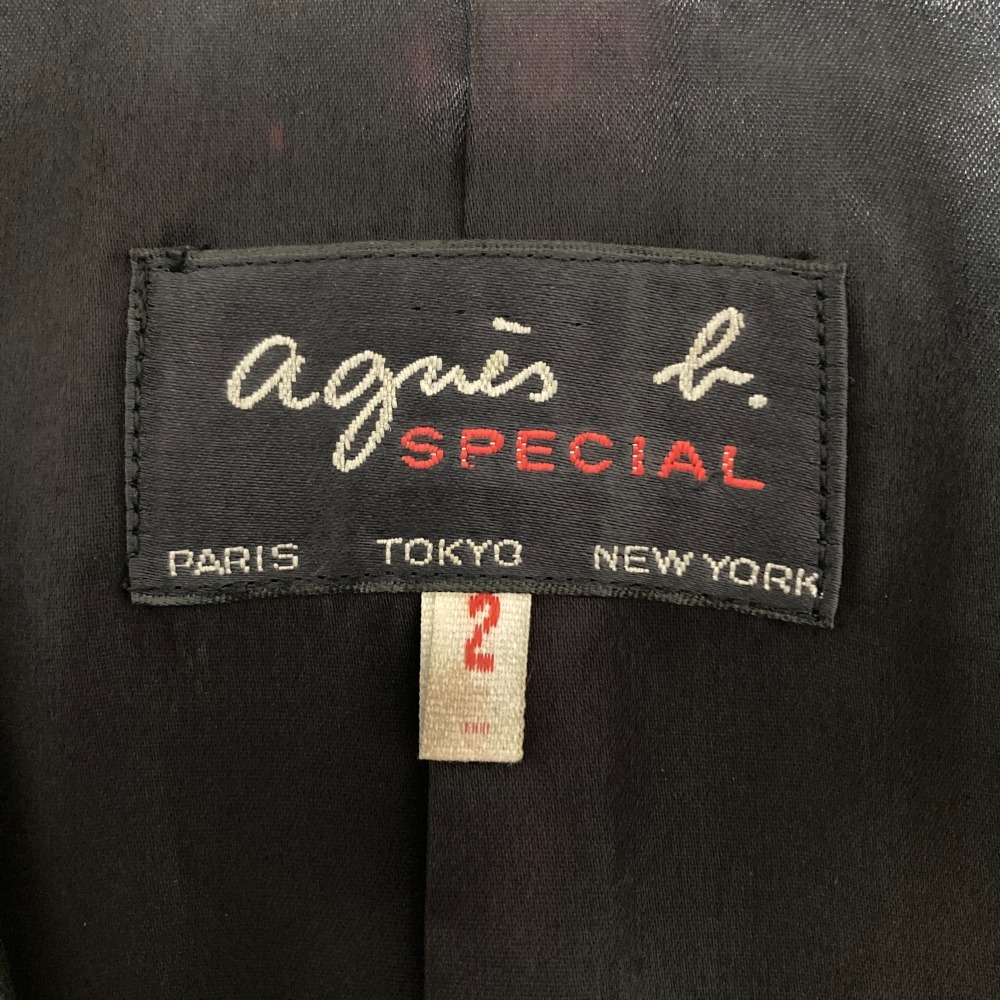 agnès b.
SPECIAL
PARIS TOKYO NEW YORK
2